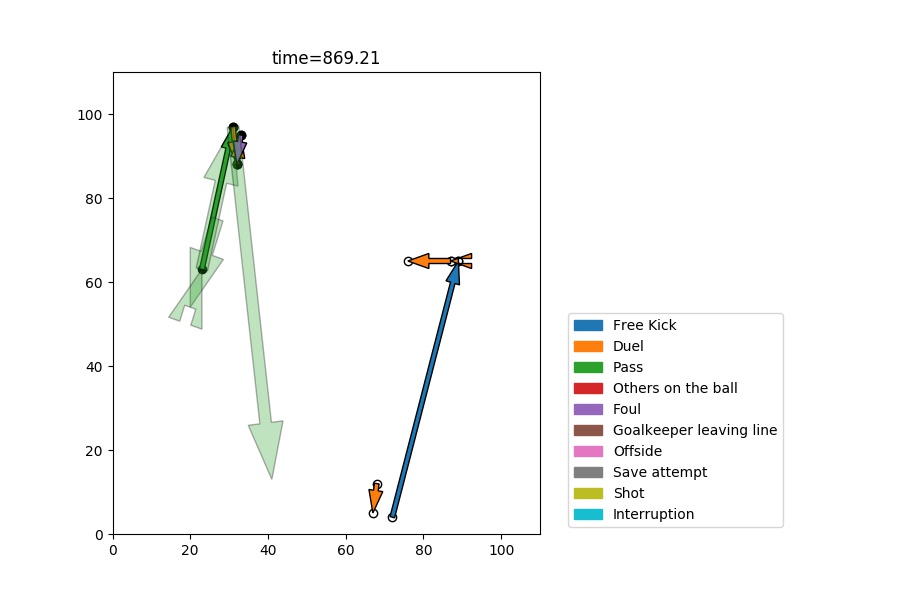 time=869.21
100
80
60
40
20
0
0 20 40 60 80 100
Free Kick
Duel
Pass
Others on the ball
Foul
Goalkeeper leaving line
Offside
Save attempt
Shot
Interruption